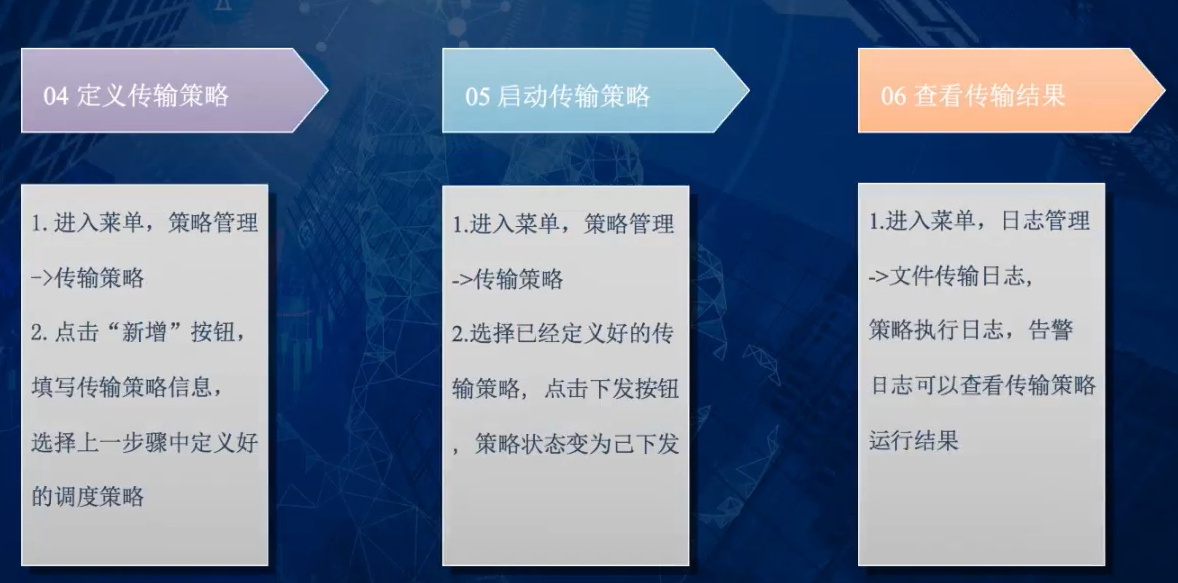 04 定义传输策略
1. 进入菜单，策略管理
->传输策略
2. 点击“新增”按钮，
填写传输策略信息，
选择上一步骤中定义好
的调度策略
05 启动传输策略
1.进入菜单，策略管理
->传输策略
2.选择已经定义好的传
输策略，点击下发按钮
，策略状态变为己下发
06 查看传输结果
1.进入菜单，日志管理
->文件传输日志,
策略执行日志，告警
日志可以查看传输策略
运行结果